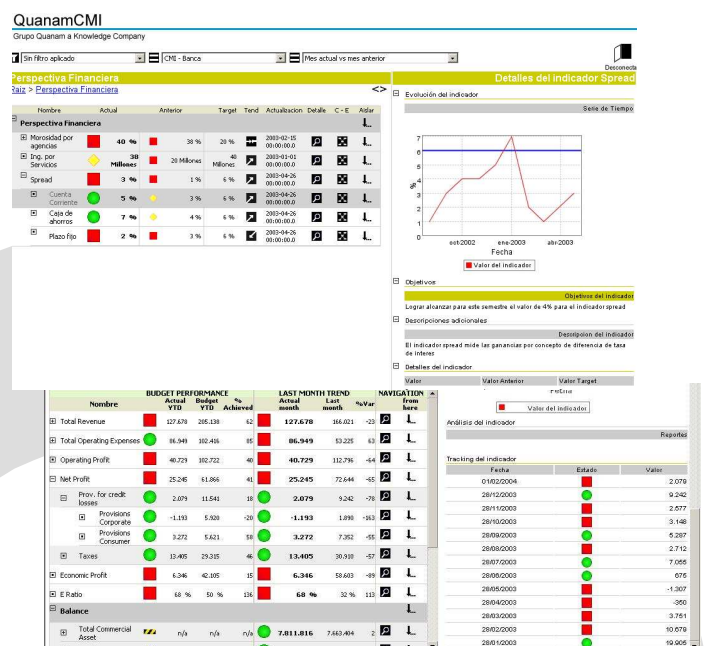 QuanamCMI
Grupo Quanam a Knowledge Company
Sin filtro aplicado
CMI - Banca
Mes actual vs mes anterior
Desconecta
Perspectiva Financiera
Raiz > Perspectiva Financiera
<>
Nombre Actual Anterior Target Tend Actualizacion Detalle C - E Aislar
Perspectiva Financiera
Morosidad por agencias 40 % 38 % 20 % 2003-02-15 00:00:00.0
Ing. por Servicios 38 Millones 20 Millones 40 Millones 2003-01-01 00:00:00.0
Spread 3 % 1 % 6 % 2003-04-26 00:00:00.0
Cuenta Corriente 5 % 3 % 6 % 2003-04-26 00:00:00.0
Caja de ahorros 7 % 4 % 6 % 2003-04-26 00:00:00.0
Plazo fijo 2 % 3 % 6 % 2003-04-26 00:00:00.0
Detalles del indicador Spread
Evolución del indicador
Serie de Tiempo
7
6
5
4
3
2
1
0
%
oct-2002 ene-2003 abr-2003
Fecha
Valor del indicador
Objetivos
Objetivos del indicador
Lograr alcanzar para este semestre el valor de 4% para el indicador spread
Descripciones adicionales
Descripcion del indicador
El indicador spread mide las ganancias por concepto de diferencia de tasa
de interes
Detalles del indicador
Valor Valor Anterior Valor Target
BUDGET PERFORMANCE LAST MONTH TREND NAVIGATION
Nombre Actual YTD Budget YTD % Achieved Actual month Last month %Var From here
Total Revenue 127.678 205.138 62 127.678 166.021 -23
Total Operating Expenses 86.949 102.416 85 86.949 53.225 63
Operating Profit 40.729 102.722 40 40.729 112.796 -64
Net Profit 25.245 61.866 41 25.245 72.644 -65
Prov. for credit losses 2.079 11.541 18 2.079 9.242 -78
Provisions Corporate -1.193 5.920 -20 -1.193 1.890 -163
Provisions Consumer 3.272 5.621 58 3.272 7.352 -55
Taxes 13.405 29.315 46 13.405 30.918 -57
Economic Profit 6.346 42.105 15 6.346 58.603 -89
E Ratio 68 % 50 % 136 68 % 32 % 113
Balance
Total Commercial Asset n/a n/a n/a 7.811.816 7.663.404 2
Fecha
Valor del indicador
Análisis del indicador
Reportes
Tracking del indicador
Fecha Estado Valor
01/02/2004 2.079
28/12/2003 9.242
28/11/2003 2.577
28/10/2003 3.148
28/09/2003 5.287
28/08/2003 2.712
28/07/2003 7.055
28/06/2003 675
28/05/2003 -1.307
28/04/2003 -350
28/03/2003 3.751
28/02/2003 10.678
28/01/2003 19.905